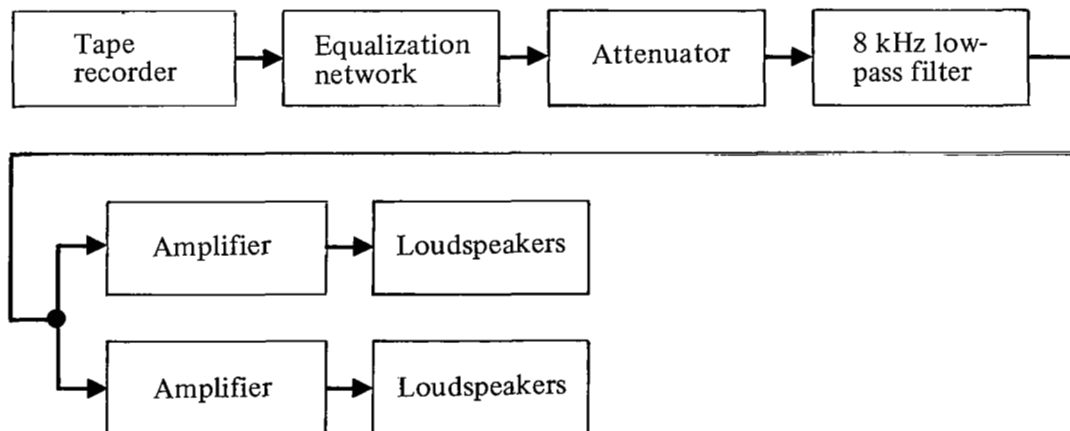 Tape
recorder
Equalization
network
Attenuator
8 kHz low-
pass filter
Amplifier
Loudspeakers
Amplifier
Loudspeakers